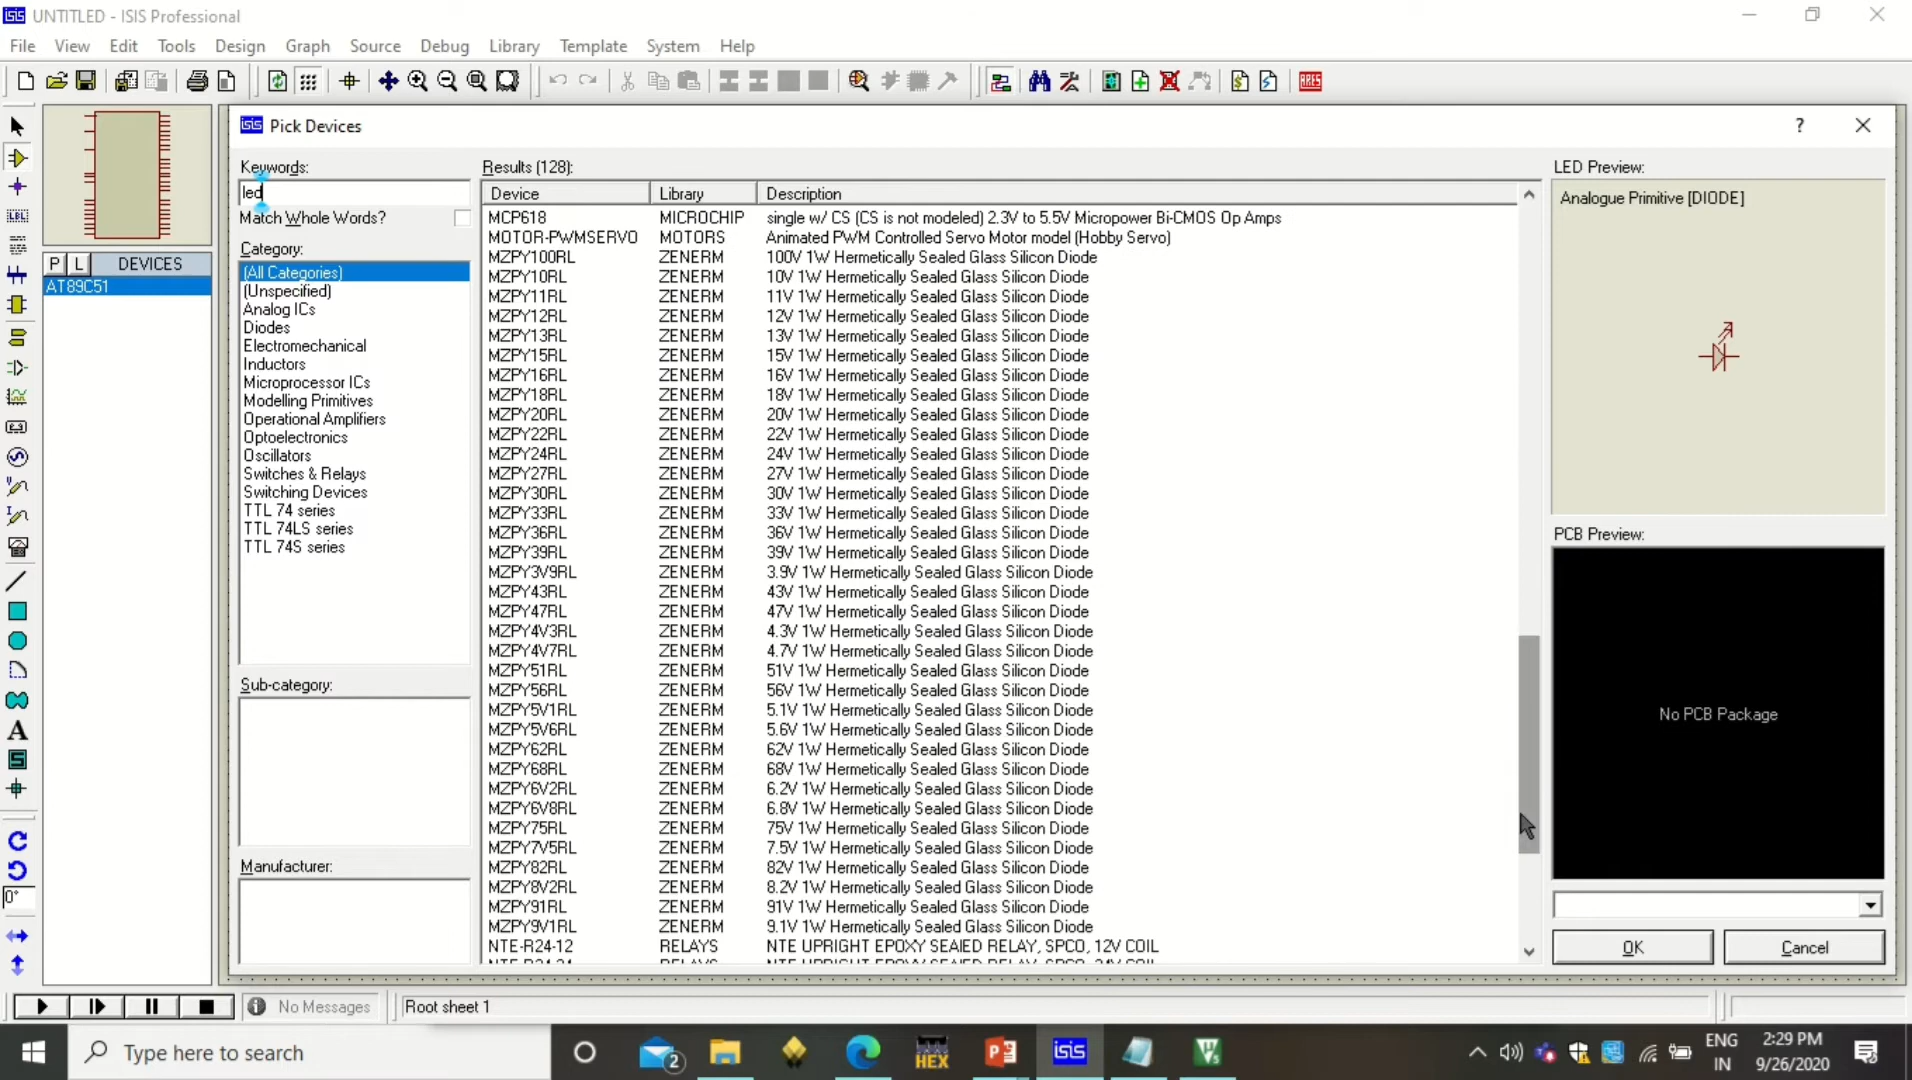 UNTITLED - ISIS Professional
File View Edit Tools Design Graph Source Debug Library Template System Help
Pick Devices
Keywords:
led
Match Whole Words?
Category:
(All Categories)
(Unspecified)
Analog ICs
Diodes
Electromechanical
Inductors
Microprocessor ICs
Modelling Primitives
Operational Amplifiers
Optoelectronics
Oscillators
Switches & Relays
Switching Devices
TTL 74 series
TTL 74LS series
TTL 74S series
Sub-category:
Manufacturer:
P L DEVICES
AT89C51
Results (128):
Device Library Description
MCP618 MICROCHIP single w/ CS (CS is not modeled) 2.3V to 5.5V Micropower Bi-CMOS Op Amps
MOTOR-PWMSERVO MOTORS Animated PWM Controlled Servo Motor model (Hobby Servo)
MZPY100RL ZENERM 100V 1W Hermetically Sealed Glass Silicon Diode
MZPY10RL ZENERM 10V 1W Hermetically Sealed Glass Silicon Diode
MZPY11RL ZENERM 11V 1W Hermetically Sealed Glass Silicon Diode
MZPY12RL ZENERM 12V 1W Hermetically Sealed Glass Silicon Diode
MZPY13RL ZENERM 13V 1W Hermetically Sealed Glass Silicon Diode
MZPY15RL ZENERM 15V 1W Hermetically Sealed Glass Silicon Diode
MZPY16RL ZENERM 16V 1W Hermetically Sealed Glass Silicon Diode
MZPY18RL ZENERM 18V 1W Hermetically Sealed Glass Silicon Diode
MZPY20RL ZENERM 20V 1W Hermetically Sealed Glass Silicon Diode
MZPY22RL ZENERM 22V 1W Hermetically Sealed Glass Silicon Diode
MZPY24RL ZENERM 24V 1W Hermetically Sealed Glass Silicon Diode
MZPY27RL ZENERM 27V 1W Hermetically Sealed Glass Silicon Diode
MZPY30RL ZENERM 30V 1W Hermetically Sealed Glass Silicon Diode
MZPY33RL ZENERM 33V 1W Hermetically Sealed Glass Silicon Diode
MZPY36RL ZENERM 36V 1W Hermetically Sealed Glass Silicon Diode
MZPY39RL ZENERM 39V 1W Hermetically Sealed Glass Silicon Diode
MZPY3V9RL ZENERM 3.9V 1W Hermetically Sealed Glass Silicon Diode
MZPY43RL ZENERM 43V 1W Hermetically Sealed Glass Silicon Diode
MZPY47RL ZENERM 47V 1W Hermetically Sealed Glass Silicon Diode
MZPY4V3RL ZENERM 4.3V 1W Hermetically Sealed Glass Silicon Diode
MZPY4V7RL ZENERM 4.7V 1W Hermetically Sealed Glass Silicon Diode
MZPY51RL ZENERM 51V 1W Hermetically Sealed Glass Silicon Diode
MZPY56RL ZENERM 56V 1W Hermetically Sealed Glass Silicon Diode
MZPY5V1RL ZENERM 5.1V 1W Hermetically Sealed Glass Silicon Diode
MZPY5V6RL ZENERM 5.6V 1W Hermetically Sealed Glass Silicon Diode
MZPY62RL ZENERM 62V 1W Hermetically Sealed Glass Silicon Diode
MZPY68RL ZENERM 68V 1W Hermetically Sealed Glass Silicon Diode
MZPY6V2RL ZENERM 6.2V 1W Hermetically Sealed Glass Silicon Diode
MZPY6V8RL ZENERM 6.8V 1W Hermetically Sealed Glass Silicon Diode
MZPY75RL ZENERM 75V 1W Hermetically Sealed Glass Silicon Diode
MZPY7V5RL ZENERM 7.5V 1W Hermetically Sealed Glass Silicon Diode
MZPY82RL ZENERM 82V 1W Hermetically Sealed Glass Silicon Diode
MZPY8V2RL ZENERM 8.2V 1W Hermetically Sealed Glass Silicon Diode
MZPY91RL ZENERM 91V 1W Hermetically Sealed Glass Silicon Diode
MZPY9V1RL ZENERM 9.1V 1W Hermetically Sealed Glass Silicon Diode
NTE-R24-12 RELAYS NTE UPRIGHT EPOXY SEALED RELAY, SPCO, 12V COIL
LED Preview:
Analogue Primitive [DIODE]
PCB Preview:
No PCB Package
OK Cancel
0°
No Messages Root sheet 1
Type here to search
2
HEX
isis
ENG
IN
2:29 PM
9/26/2020